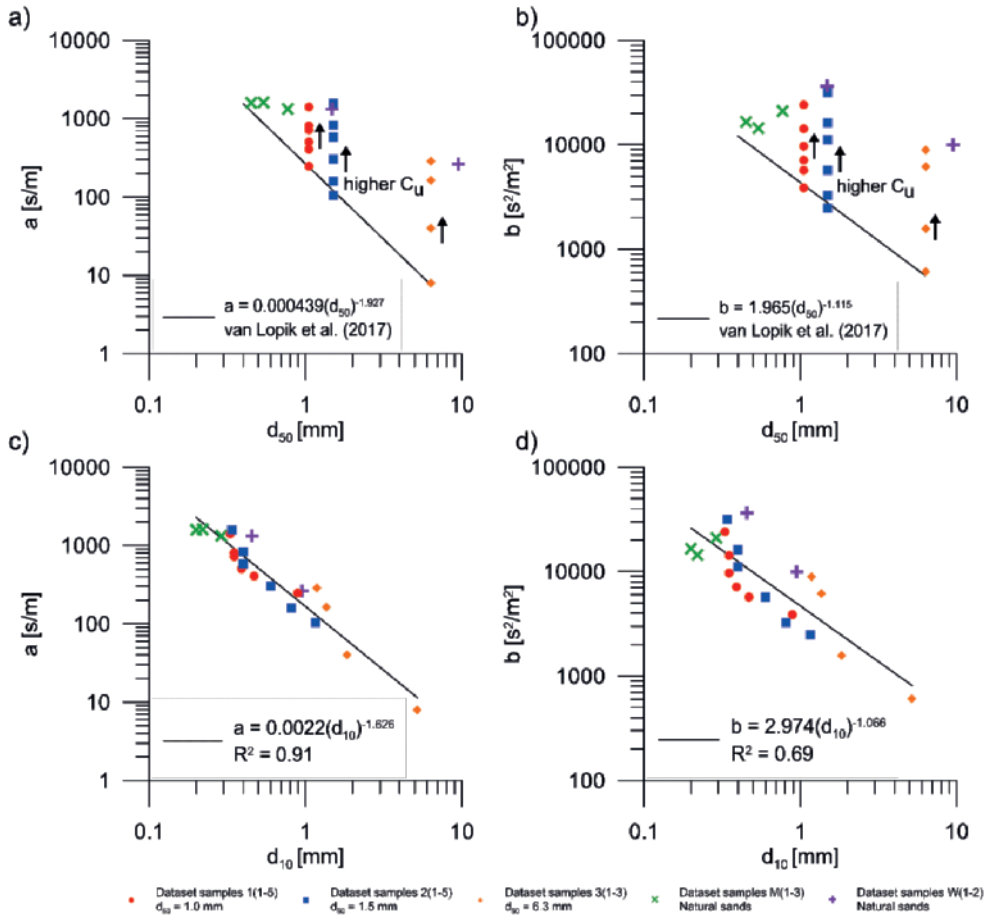 a)
10000
1000
100
10
1
a [s/m]
higher Cu
a = 0.000439(d50)-1.927
van Lopik et al. (2017)
0.1
1
10
d50 [mm]
b)
100000
10000
1000
100
b [s2/m2]
higher Cu
b = 1.965(d50)-1.115
van Lopik et al. (2017)
0.1
1
10
d50 [mm]
c)
10000
1000
100
10
1
a [s/m]
a = 0.0022(d10)-1.626
R2 = 0.91
0.1
1
10
d10 [mm]
d)
100000
10000
1000
100
b [s2/m2]
b = 2.974(d10)-1.066
R2 = 0.69
0.1
1
10
d10 [mm]
Dataset samples 1(1-5)
d50 = 1.0 mm
Dataset samples 2(1-5)
d50 = 1.5 mm
Dataset samples 3(1-3)
d50 = 6.3 mm
Dataset samples M(1-3)
Natural sands
Dataset samples W(1-2)
Natural sands